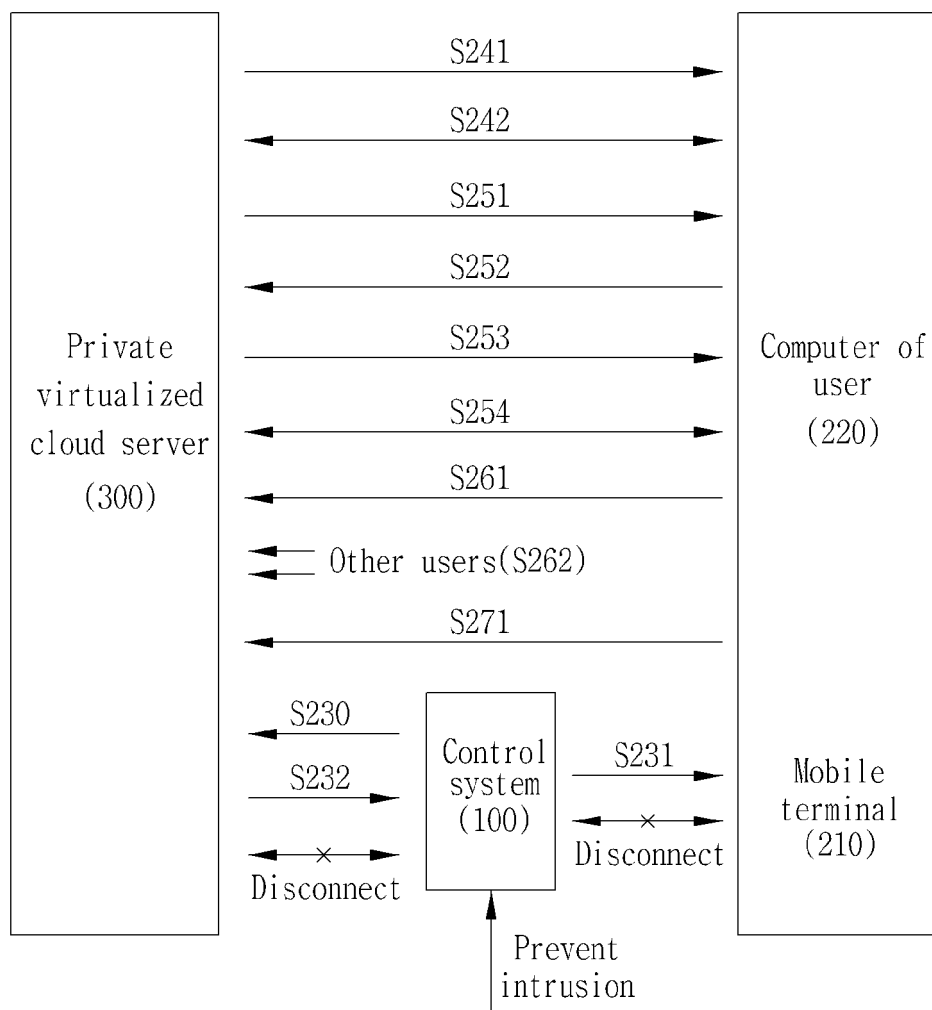 S241
S242
S251
S252
S253
S254
S261
Other users(S262)
S271
Private
virtualized
cloud server
(300)
Computer of
user
(220)
S230
S232
Disconnect
Control
system
(100)
S231
Disconnect
Mobile
terminal
(210)
Prevent
intrusion